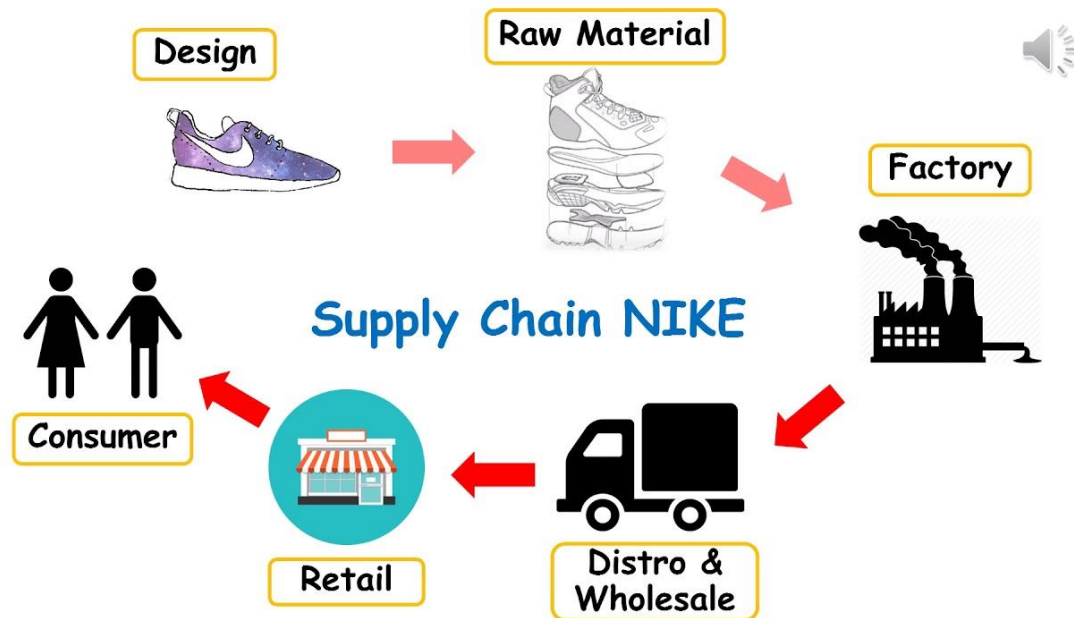 Design
Raw Material
Factory
Supply Chain NIKE
Consumer
Retail
Distro &
Wholesale